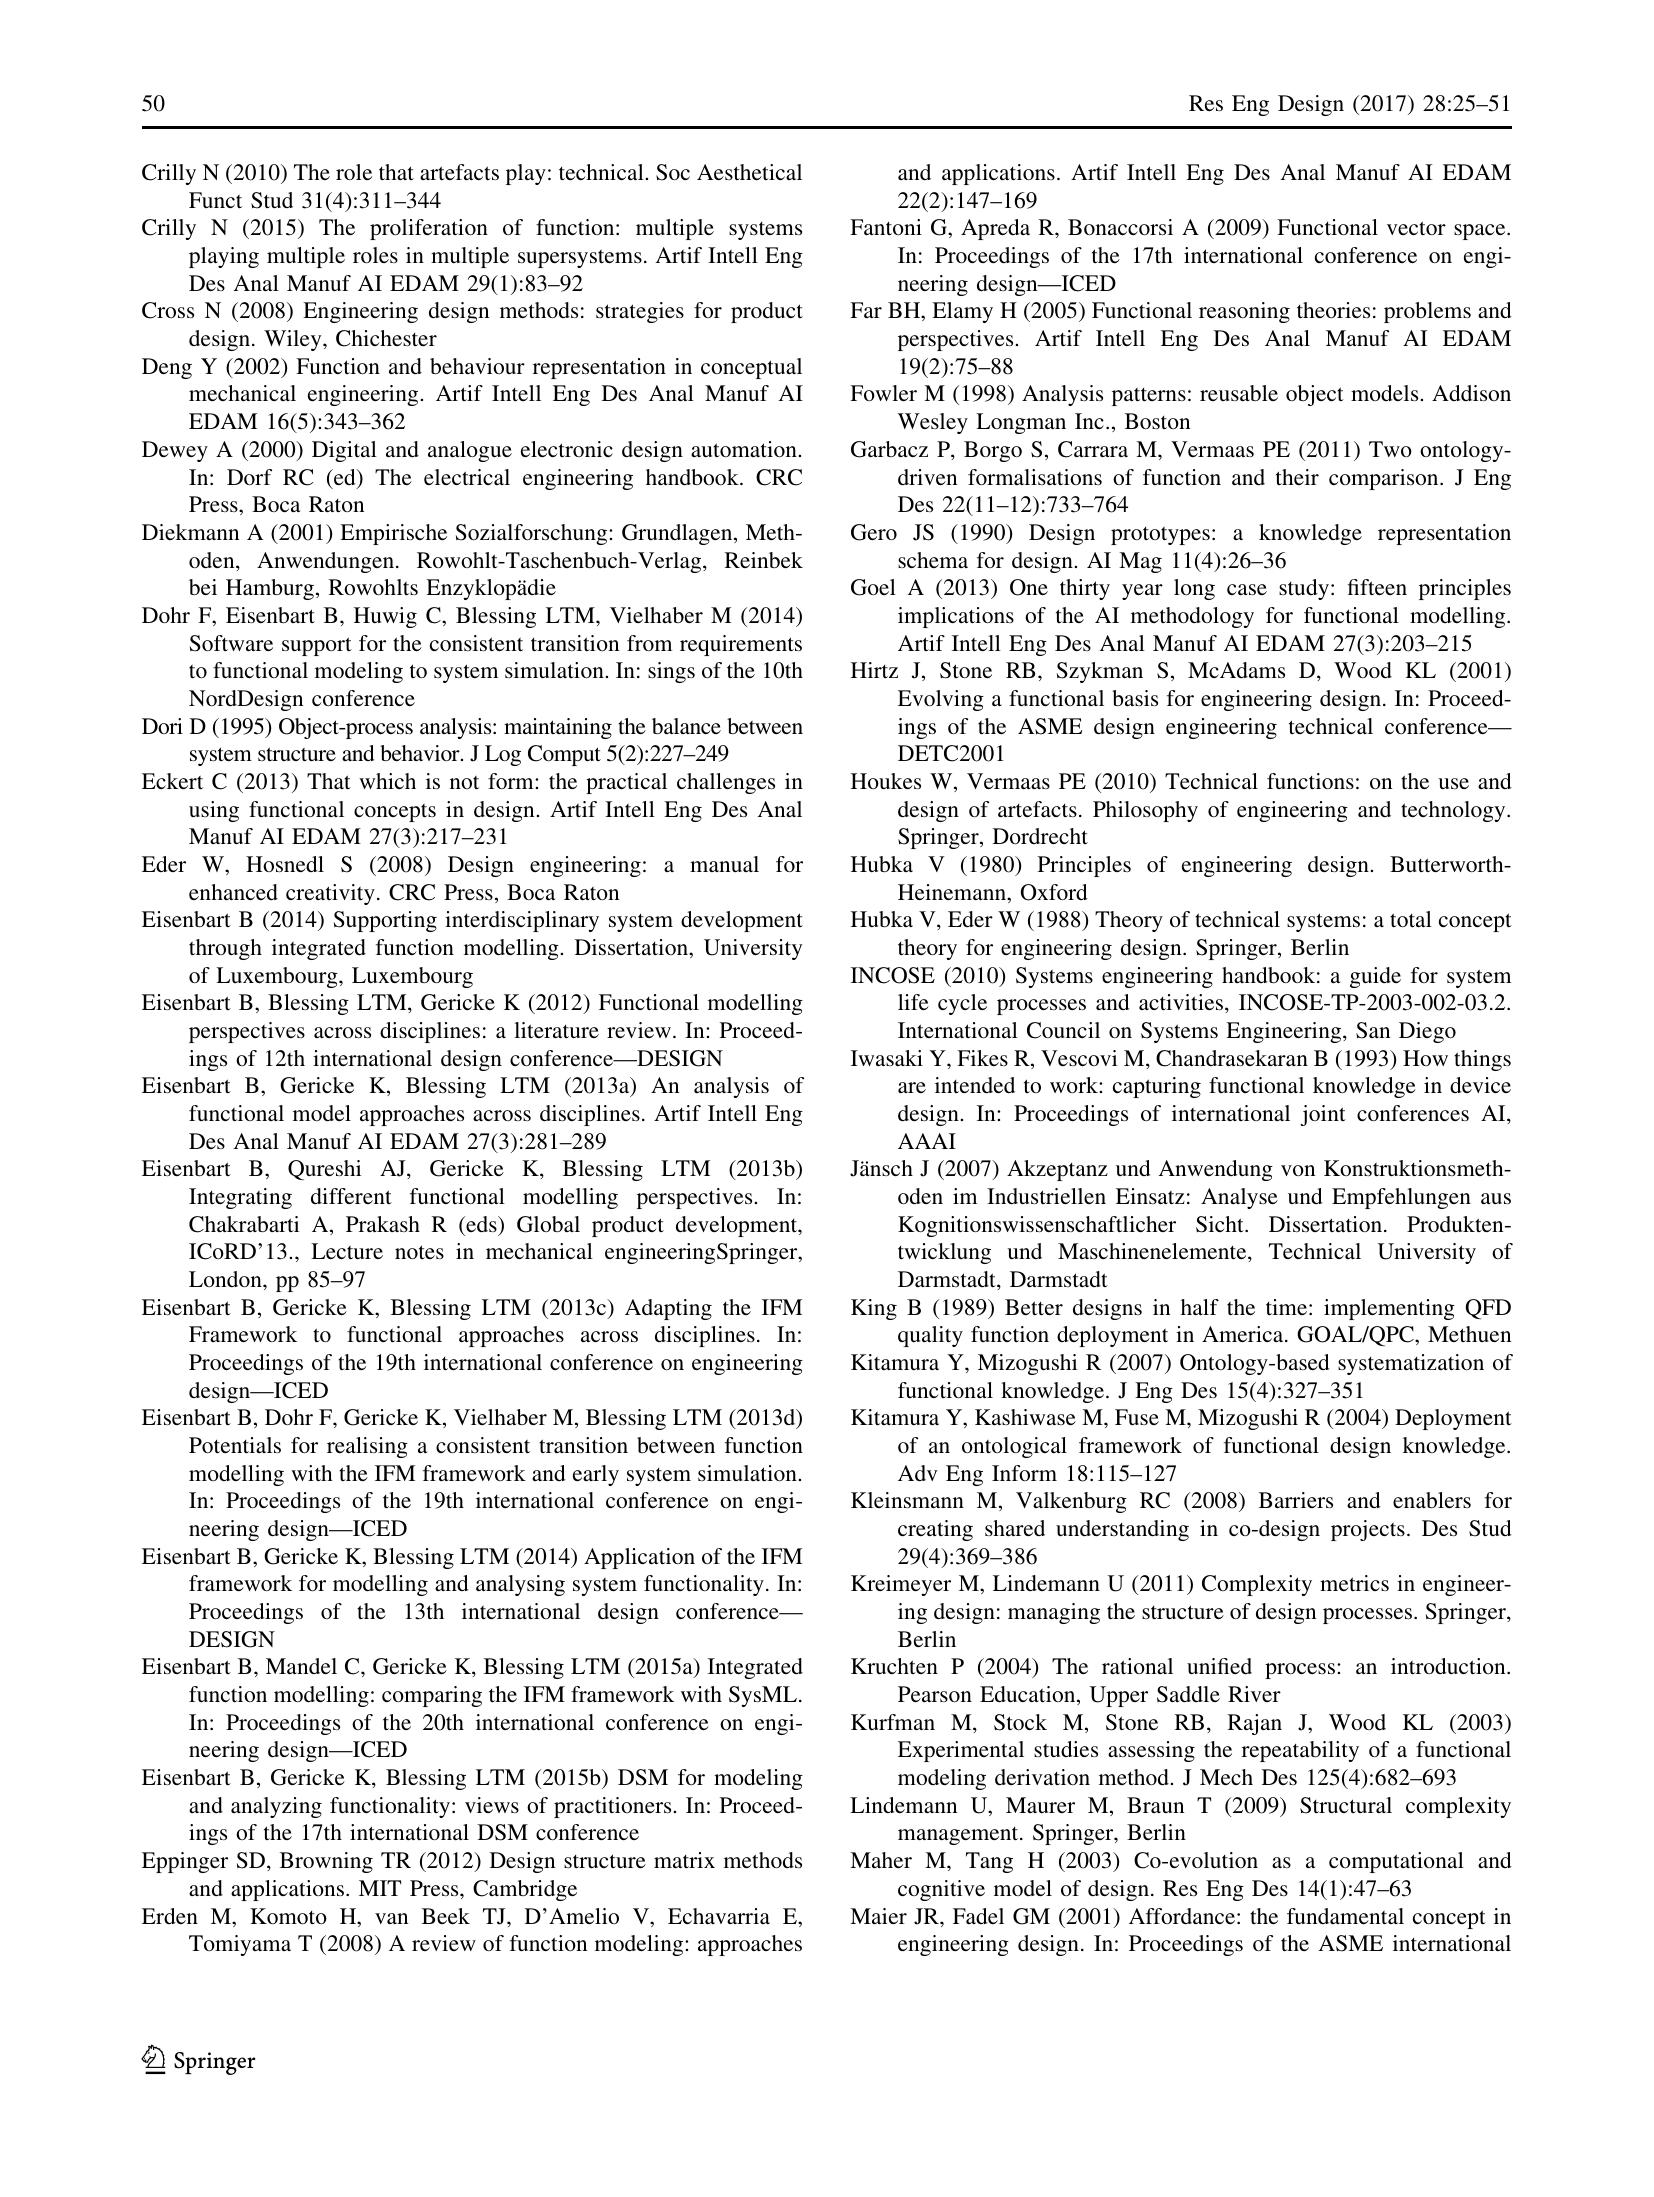 50
Res Eng Design (2017) 28:25–51
Crilly N (2010) The role that artefacts play: technical. Soc Aesthetical
Funct Stud 31(4):311–344
Crilly N (2015) The proliferation of function: multiple systems
playing multiple roles in multiple supersystems. Artif Intell Eng
Des Anal Manuf AI EDAM 29(1):83–92
Cross N (2008) Engineering design methods: strategies for product
design. Wiley, Chichester
Deng Y (2002) Function and behaviour representation in conceptual
mechanical engineering. Artif Intell Eng Des Anal Manuf AI
EDAM 16(5):343–362
Dewey A (2000) Digital and analogue electronic design automation.
In: Dorf RC (ed) The electrical engineering handbook. CRC
Press, Boca Raton
Diekmann A (2001) Empirische Sozialforschung: Grundlagen, Meth-
oden, Anwendungen. Rowohlt-Taschenbuch-Verlag, Reinbek
bei Hamburg, Rowohlts Enzyklopädie
Dohr F, Eisenbart B, Huwig C, Blessing LTM, Vielhaber M (2014)
Software support for the consistent transition from requirements
to functional modeling to system simulation. In: sings of the 10th
NordDesign conference
Dori D (1995) Object-process analysis: maintaining the balance between
system structure and behavior. J Log Comput 5(2):227–249
Eckert C (2013) That which is not form: the practical challenges in
using functional concepts in design. Artif Intell Eng Des Anal
Manuf AI EDAM 27(3):217–231
Eder W, Hosnedl S (2008) Design engineering: a manual for
enhanced creativity. CRC Press, Boca Raton
Eisenbart B (2014) Supporting interdisciplinary system development
through integrated function modelling. Dissertation, University
of Luxembourg, Luxembourg
Eisenbart B, Blessing LTM, Gericke K (2012) Functional modelling
perspectives across disciplines: a literature review. In: Proceed-
ings of 12th international design conference—DESIGN
Eisenbart B, Gericke K, Blessing LTM (2013a) An analysis of
functional model approaches across disciplines. Artif Intell Eng
Des Anal Manuf AI EDAM 27(3):281–289
Eisenbart B, Qureshi AJ, Gericke K, Blessing LTM (2013b)
Integrating different functional modelling perspectives. In:
Chakrabarti A, Prakash R (eds) Global product development,
ICoRD’13., Lecture notes in mechanical engineeringSpringer,
London, pp 85–97
Eisenbart B, Gericke K, Blessing LTM (2013c) Adapting the IFM
Framework to functional approaches across disciplines. In:
Proceedings of the 19th international conference on engineering
design—ICED
Eisenbart B, Dohr F, Gericke K, Vielhaber M, Blessing LTM (2013d)
Potentials for realising a consistent transition between function
modelling with the IFM framework and early system simulation.
In: Proceedings of the 19th international conference on engi-
neering design—ICED
Eisenbart B, Gericke K, Blessing LTM (2014) Application of the IFM
framework for modelling and analysing system functionality. In:
Proceedings of the 13th international design conference—
DESIGN
Eisenbart B, Mandel C, Gericke K, Blessing LTM (2015a) Integrated
function modelling: comparing the IFM framework with SysML.
In: Proceedings of the 20th international conference on engi-
neering design—ICED
Eisenbart B, Gericke K, Blessing LTM (2015b) DSM for modeling
and analyzing functionality: views of practitioners. In: Proceed-
ings of the 17th international DSM conference
Eppinger SD, Browning TR (2012) Design structure matrix methods
and applications. MIT Press, Cambridge
Erden M, Komoto H, van Beek TJ, D’Amelio V, Echavarria E,
Tomiyama T (2008) A review of function modeling: approaches
and applications. Artif Intell Eng Des Anal Manuf AI EDAM
22(2):147–169
Fantoni G, Apreda R, Bonaccorsi A (2009) Functional vector space.
In: Proceedings of the 17th international conference on engi-
neering design—ICED
Far BH, Elamy H (2005) Functional reasoning theories: problems and
perspectives. Artif Intell Eng Des Anal Manuf AI EDAM
19(2):75–88
Fowler M (1998) Analysis patterns: reusable object models. Addison
Wesley Longman Inc., Boston
Garbacz P, Borgo S, Carrara M, Vermaas PE (2011) Two ontology-
driven formalisations of function and their comparison. J Eng
Des 22(11–12):733–764
Gero JS (1990) Design prototypes: a knowledge representation
schema for design. AI Mag 11(4):26–36
Goel A (2013) One thirty year long case study: fifteen principles
implications of the AI methodology for functional modelling.
Artif Intell Eng Des Anal Manuf AI EDAM 27(3):203–215
Hirtz J, Stone RB, Szykman S, McAdams D, Wood KL (2001)
Evolving a functional basis for engineering design. In: Proceed-
ings of the ASME design engineering technical conference—
DETC2001
Houkes W, Vermaas PE (2010) Technical functions: on the use and
design of artefacts. Philosophy of engineering and technology.
Springer, Dordrecht
Hubka V (1980) Principles of engineering design. Butterworth-
Heinemann, Oxford
Hubka V, Eder W (1988) Theory of technical systems: a total concept
theory for engineering design. Springer, Berlin
INCOSE (2010) Systems engineering handbook: a guide for system
life cycle processes and activities, INCOSE-TP-2003-002-03.2.
International Council on Systems Engineering, San Diego
Iwasaki Y, Fikes R, Vescovi M, Chandrasekaran B (1993) How things
are intended to work: capturing functional knowledge in device
design. In: Proceedings of international joint conferences AI,
AAAI
Jänsch J (2007) Akzeptanz und Anwendung von Konstruktionsmeth-
oden im Industriellen Einsatz: Analyse und Empfehlungen aus
Kognitionswissenschaftlicher Sicht. Dissertation. Produkten-
twicklung und Maschinenelemente, Technical University of
Darmstadt, Darmstadt
King B (1989) Better designs in half the time: implementing QFD
quality function deployment in America. GOAL/QPC, Methuen
Kitamura Y, Mizogushi R (2007) Ontology-based systematization of
functional knowledge. J Eng Des 15(4):327–351
Kitamura Y, Kashiwase M, Fuse M, Mizogushi R (2004) Deployment
of an ontological framework of functional design knowledge.
Adv Eng Inform 18:115–127
Kleinsmann M, Valkenburg RC (2008) Barriers and enablers for
creating shared understanding in co-design projects. Des Stud
29(4):369–386
Kreimeyer M, Lindemann U (2011) Complexity metrics in engineer-
ing design: managing the structure of design processes. Springer,
Berlin
Kruchten P (2004) The rational unified process: an introduction.
Pearson Education, Upper Saddle River
Kurfman M, Stock M, Stone RB, Rajan J, Wood KL (2003)
Experimental studies assessing the repeatability of a functional
modeling derivation method. J Mech Des 125(4):682–693
Lindemann U, Maurer M, Braun T (2009) Structural complexity
management. Springer, Berlin
Maher M, Tang H (2003) Co-evolution as a computational and
cognitive model of design. Res Eng Des 14(1):47–63
Maier JR, Fadel GM (2001) Affordance: the fundamental concept in
engineering design. In: Proceedings of the ASME international
Springer